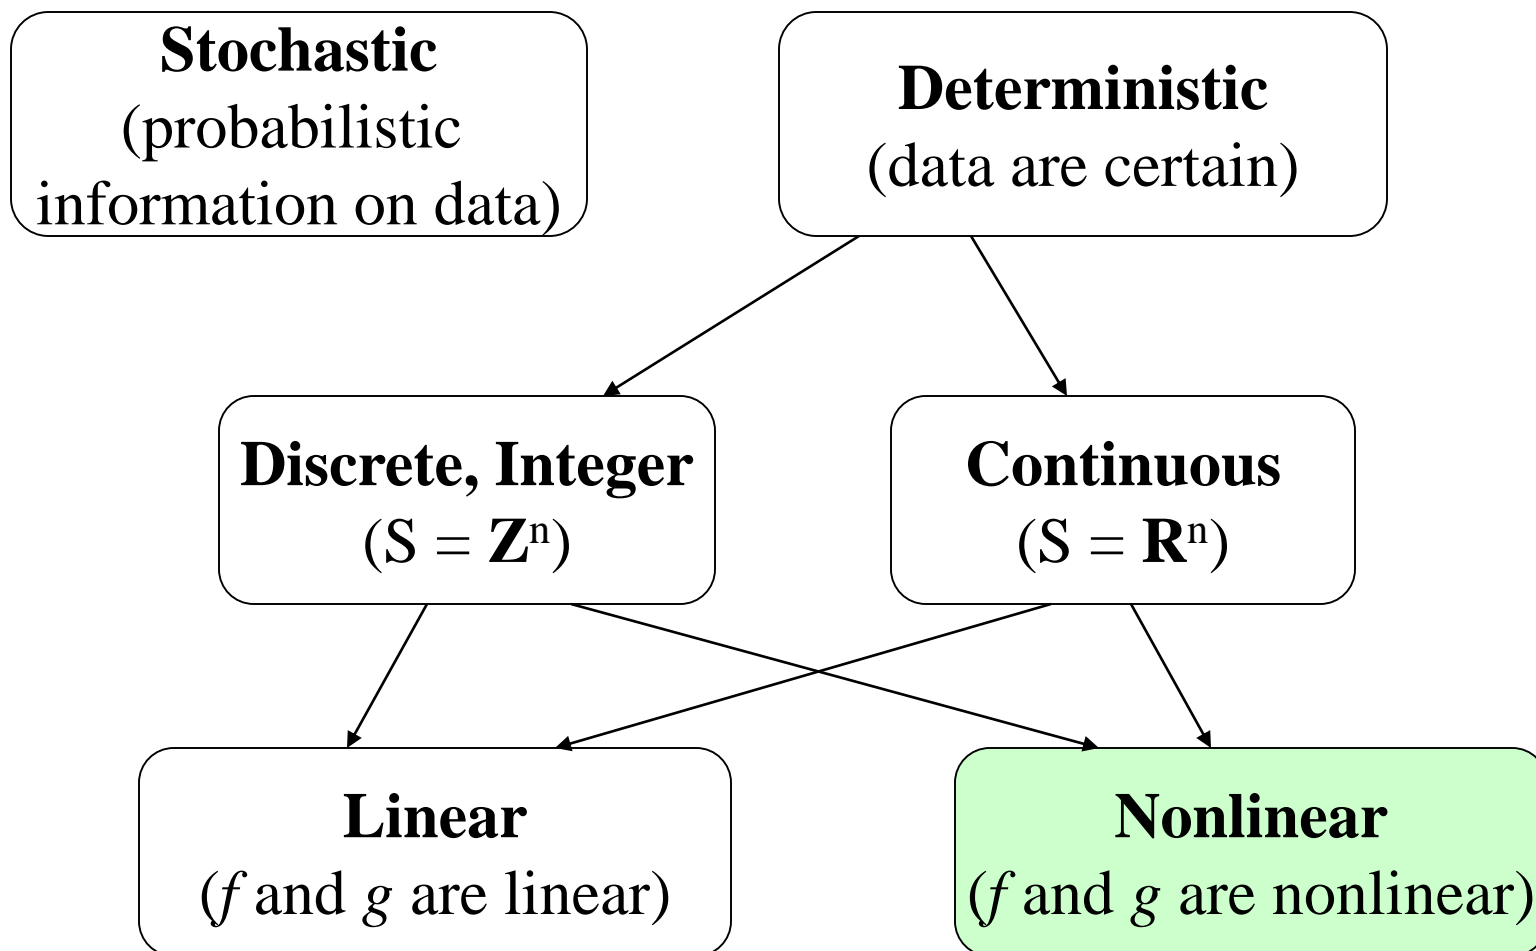 Stochastic
(probabilistic
information on data)
Deterministic
(data are certain)
Discrete, Integer
(S = Zⁿ)
Continuous
(S = Rⁿ)
Linear
(f and g are linear)
Nonlinear
(f and g are nonlinear)